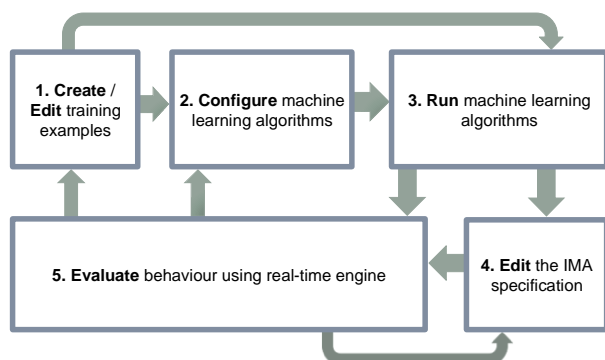 1. Create /
Edit training
examples
2. Configure machine
learning algorithms
3. Run machine learning
algorithms
5. Evaluate behaviour using real-time engine
4. Edit the IMA
specification